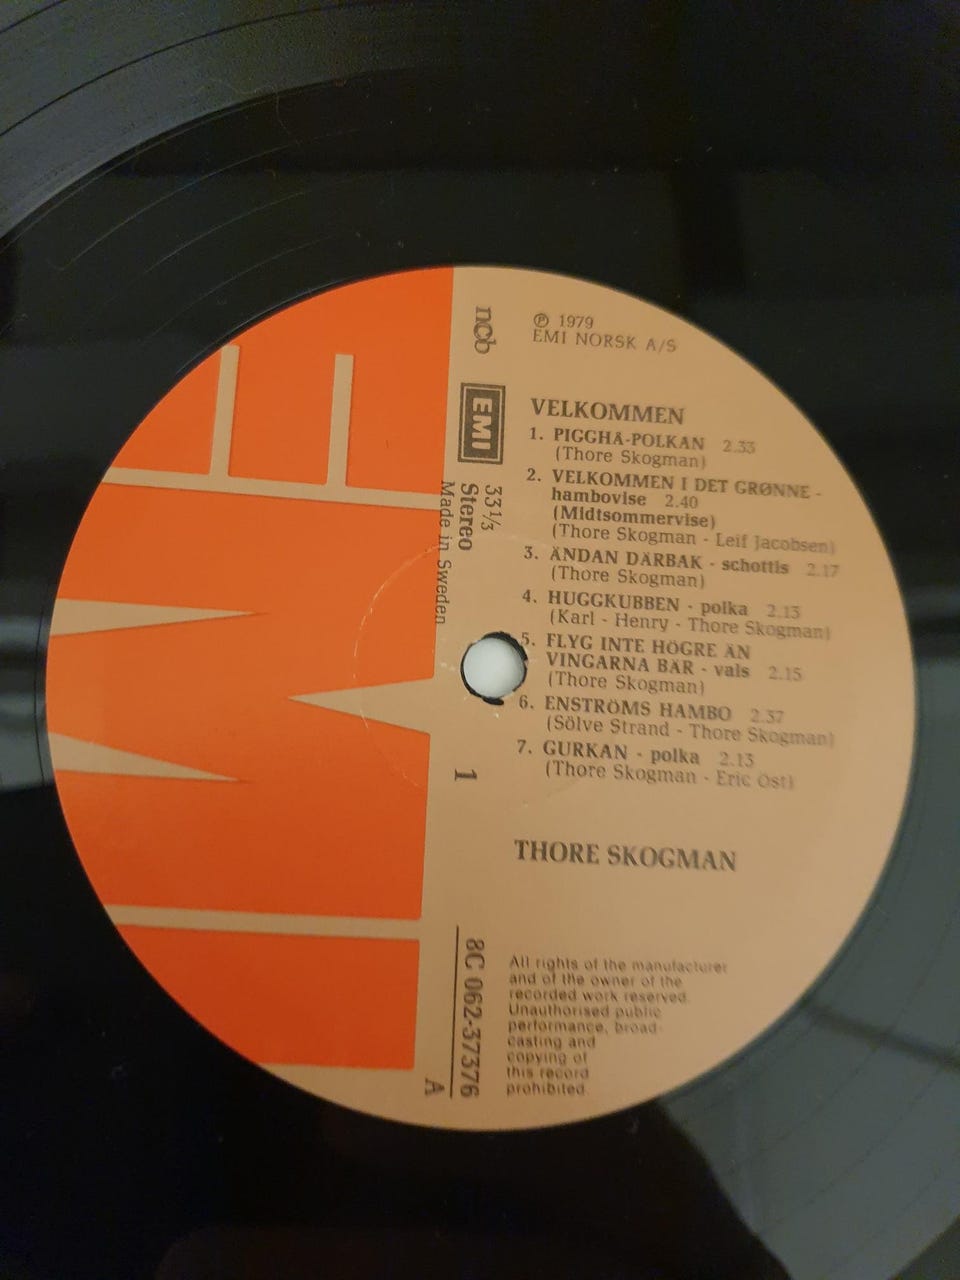 EMI
ncb
EMI
33 1/3
Stereo
Made in Sweden
1
8C 062-37376
A
℗ 1979
EMI NORSK A/S
VELKOMMEN
1. PIGGHÅ-POLKAN 2.33
(Thore Skogman)
2. VELKOMMEN I DET GRØNNE -
hambovise 2.40
(Midtsommervise)
(Thore Skogman - Leif Jacobsen)
3. ÄNDAN DÄRBAK - schottis 2.17
(Thore Skogman)
4. HUGGKUBBEN - polka 2.13
(Karl - Henry - Thore Skogman)
5. FLYG INTE HÖGRE ÄN
VINGARNA BÄR - vals 2.15
(Thore Skogman)
6. ENSTRÖMS HAMBO 2.37
(Sölve Strand - Thore Skogman)
7. GURKAN - polka 2.13
(Thore Skogman - Eric Öst)
THORE SKOGMAN
All rights of the manufacturer
and of the owner of the
recorded work reserved.
Unauthorised public
performance, broad-
casting and
copying of
this record
prohibited.